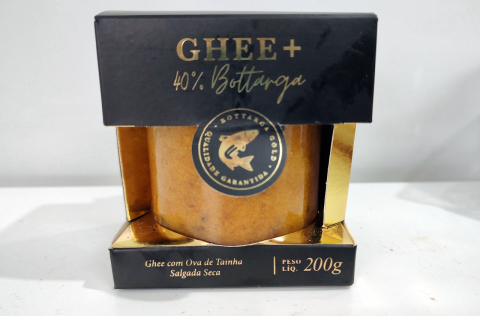 GHEE+
40% Bottarga
• BOTTARGA GOLD •
QUALIDADE GARANTIDA
Ghee com Ova de Tainha
Salgada Seca
PESO
LÍQ. 200g